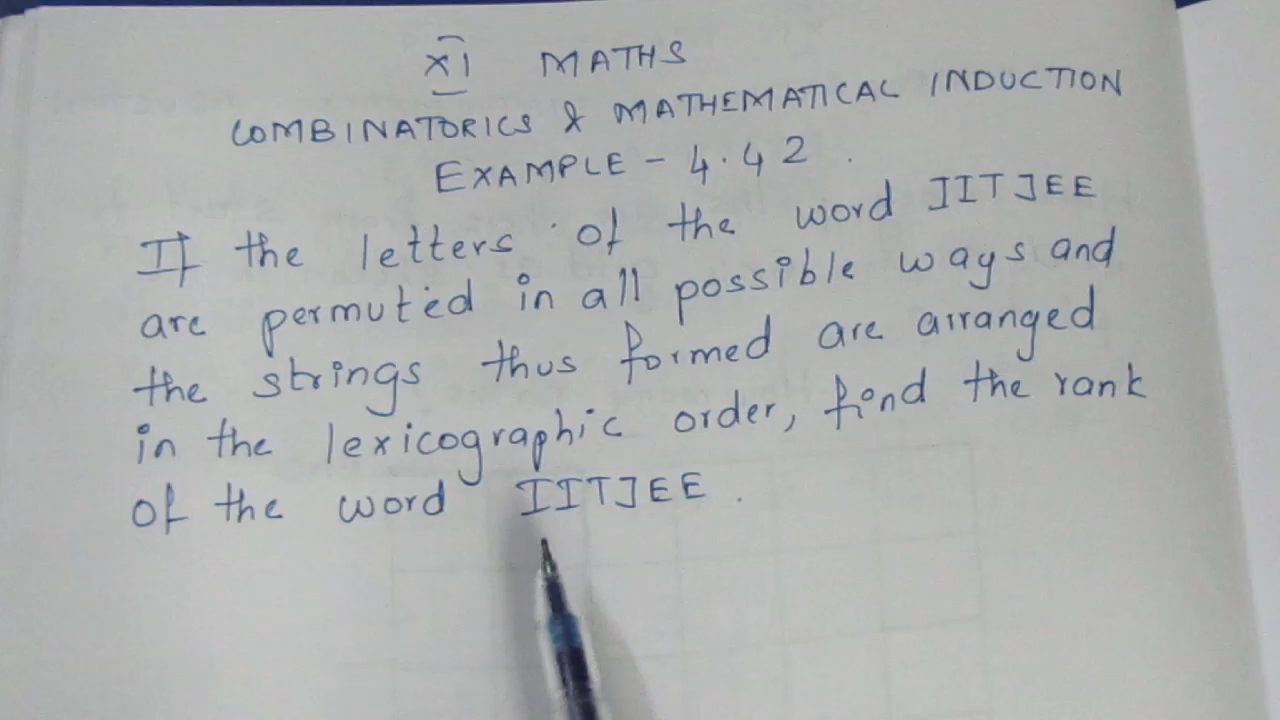 XI MATHS
COMBINATORICS & MATHEMATICAL INDUCTION
EXAMPLE - 4.42.
If the letters of the word IITJEE
are permuted in all possible ways and
the strings thus formed are arranged
in the lexicographic order, find the rank
of the word IITJEE.